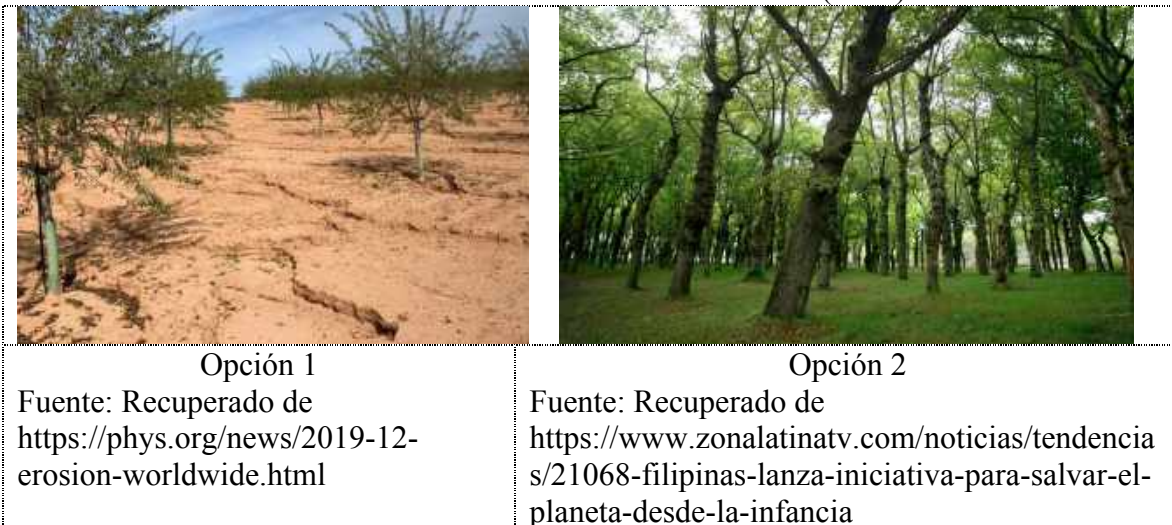 Opción 1
Fuente: Recuperado de
https://phys.org/news/2019-12-
erosion-worldwide.html
Opción 2
Fuente: Recuperado de
https://www.zonalatinatv.com/noticias/tendencia
s/21068-filipinas-lanza-iniciativa-para-salvar-el-
planeta-desde-la-infancia